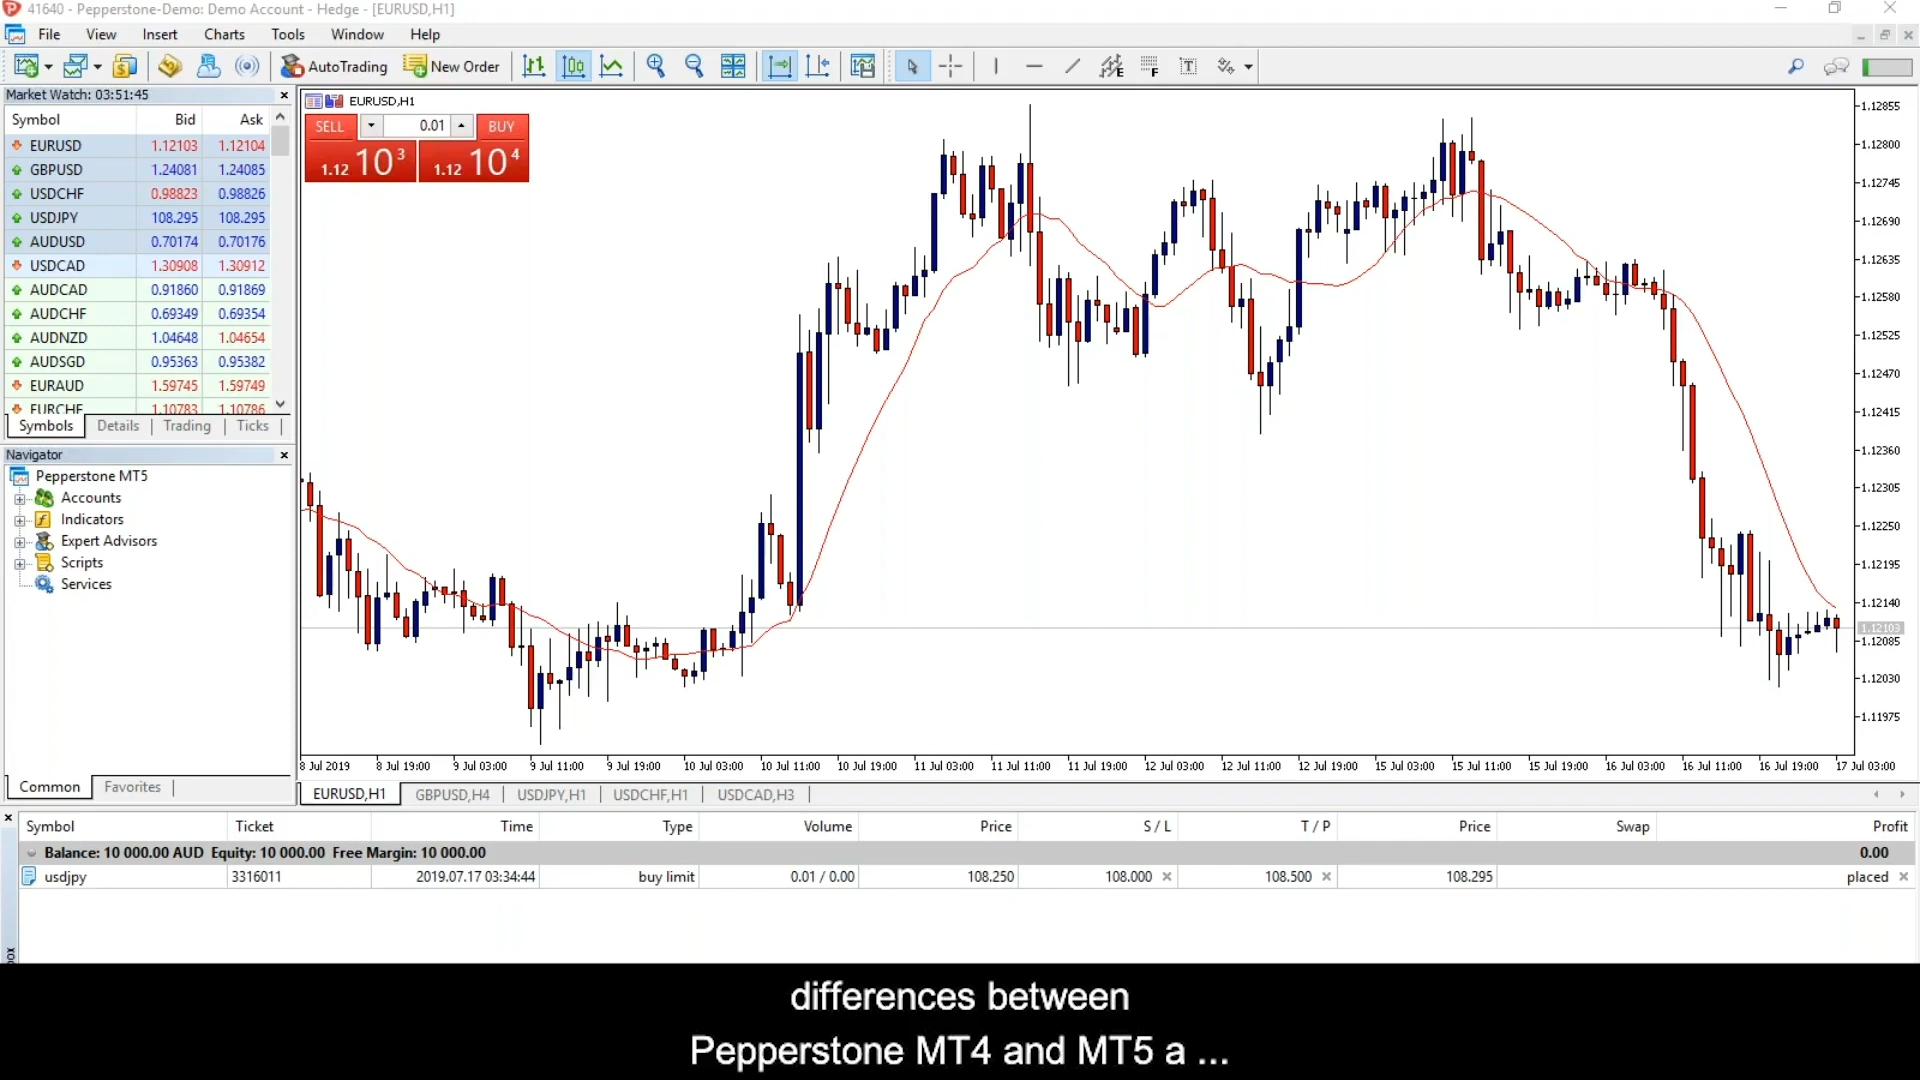 41640 - Pepperstone-Demo: Demo Account - Hedge - [EURUSD,H1]
File View Insert Charts Tools Window Help
AutoTrading New Order
Market Watch: 03:51:45
Symbol Bid Ask
EURUSD 1.12103 1.12104
GBPUSD 1.24081 1.24085
USDCHF 0.98823 0.98826
USDJPY 108.295 108.295
AUDUSD 0.70174 0.70176
USDCAD 1.30908 1.30912
AUDCAD 0.91860 0.91869
AUDCHF 0.69349 0.69354
AUDNZD 1.04648 1.04654
AUDSGD 0.95363 0.95382
EURAUD 1.59745 1.59749
EURCHF 1.10783 1.10786
Symbols Details Trading Ticks
Navigator
Pepperstone MT5
Accounts
Indicators
Expert Advisors
Scripts
Services
Common Favorites
EURUSD,H1
SELL 0.01 BUY
1.12 10 3 1.12 10 4
1.12855
1.12800
1.12745
1.12690
1.12635
1.12580
1.12525
1.12470
1.12415
1.12360
1.12305
1.12250
1.12195
1.12140
1.12103
1.12085
1.12030
1.11975
8 Jul 2019 8 Jul 19:00 9 Jul 03:00 9 Jul 11:00 9 Jul 19:00 10 Jul 03:00 10 Jul 11:00 10 Jul 19:00 11 Jul 03:00 11 Jul 11:00 11 Jul 19:00 12 Jul 03:00 12 Jul 11:00 12 Jul 19:00 15 Jul 03:00 15 Jul 11:00 15 Jul 19:00 16 Jul 03:00 16 Jul 11:00 16 Jul 19:00 17 Jul 03:00
EURUSD,H1 GBPUSD,H4 USDJPY,H1 USDCHF,H1 USDCAD,H3
Symbol Ticket Time Type Volume Price S / L T / P Price Swap Profit
Balance: 10 000.00 AUD Equity: 10 000.00 Free Margin: 10 000.00 0.00
usdjpy 3316011 2019.07.17 03:34:44 buy limit 0.01 / 0.00 108.250 108.000 108.500 108.295 placed
differences between
Pepperstone MT4 and MT5 a ...